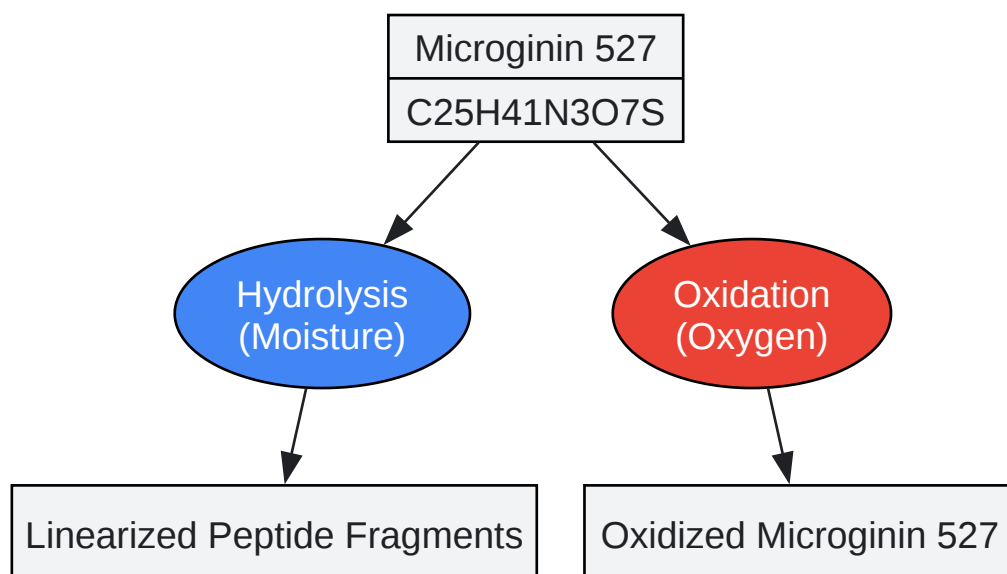 Microginin 527
C25H41N3O7S
Hydrolysis
(Moisture)
Oxidation
(Oxygen)
Linearized Peptide Fragments
Oxidized Microginin 527